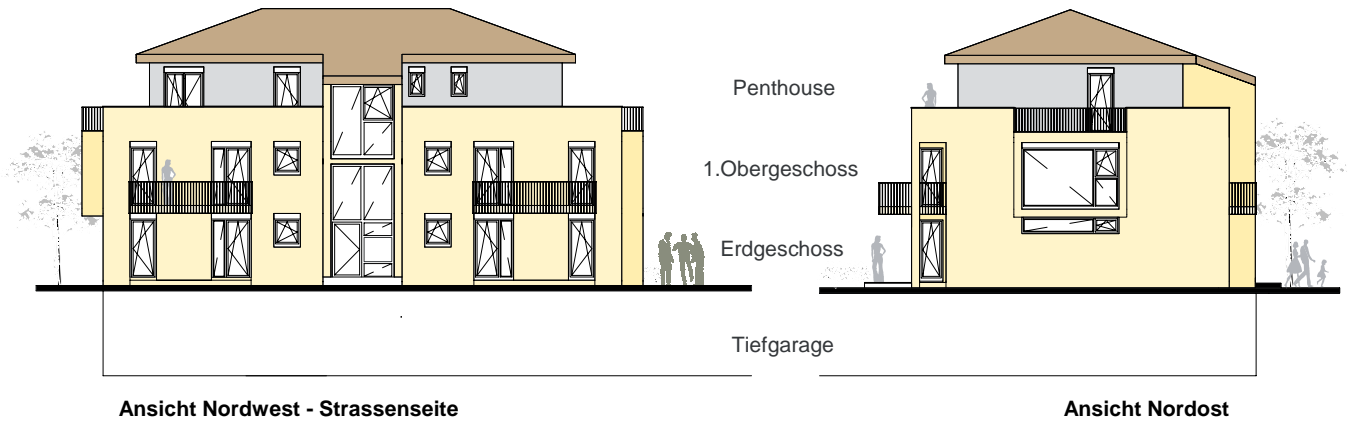 Penthouse
1.Obergeschoss
Erdgeschoss
Tiefgarage
Ansicht Nordwest - Strassenseite
Ansicht Nordost